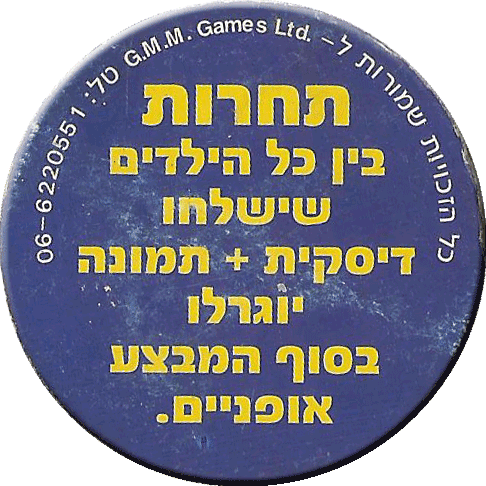 כל הזכויות שמורות ל- G.M.M. Games Ltd. טל: 06-6220551
תחרות
בין כל הילדים
שישלחו
דיסקית + תמונה
יוגרלו
בסוף המבצע
אופניים.